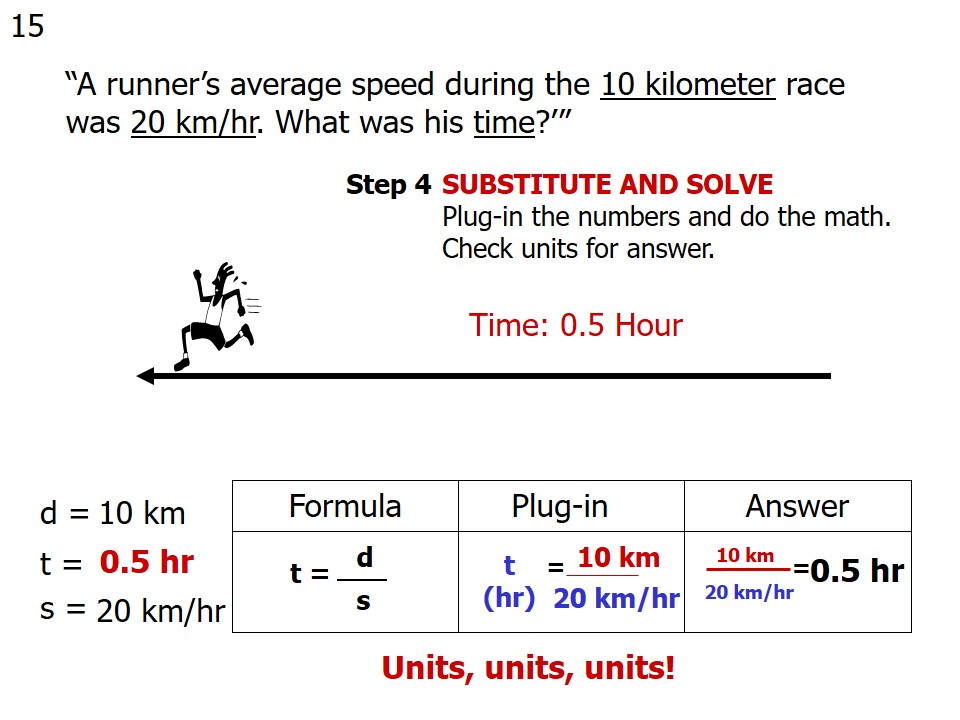 15
“A runner’s average speed during the 10 kilometer race
was 20 km/hr. What was his time?’”
Step 4 SUBSTITUTE AND SOLVE
Plug-in the numbers and do the math.
Check units for answer.
Time: 0.5 Hour
d = 10 km
t = 0.5 hr
s = 20 km/hr
Formula Plug-in Answer
t = d
s
t = 10 km
(hr) 20 km/hr
10 km
20 km/hr
=0.5 hr
Units, units, units!